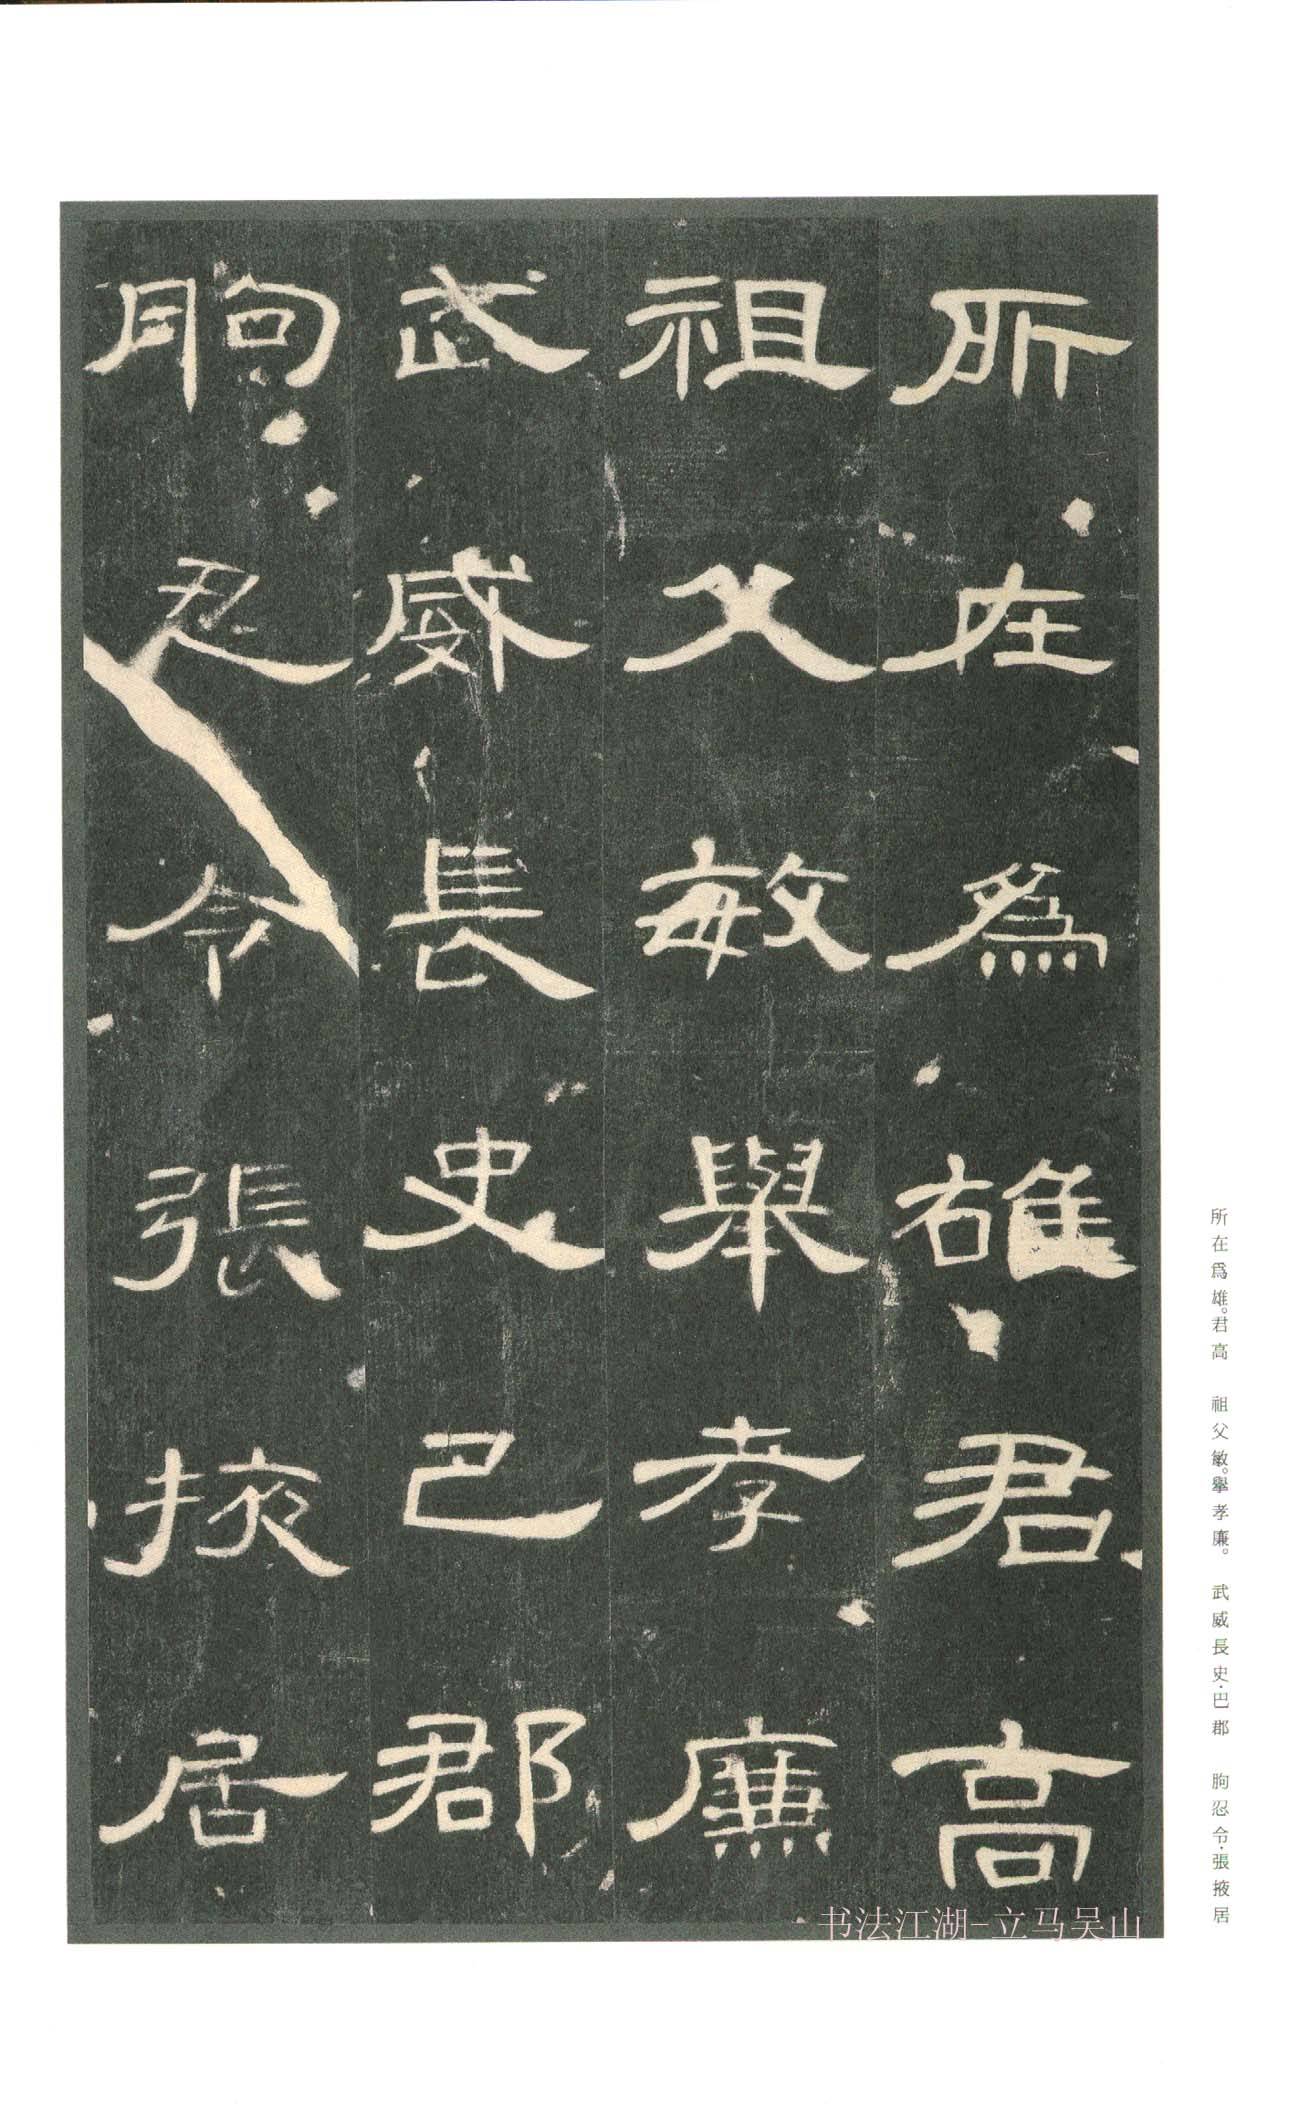 所在為雄君高
祖父敏舉孝廉
武威長史巴郡
朐忍令張掖居
所在爲雄。君高　祖父敏。舉孝廉。　武威長史·巴郡　朐忍令·張掖居
书法江湖-立马吴山